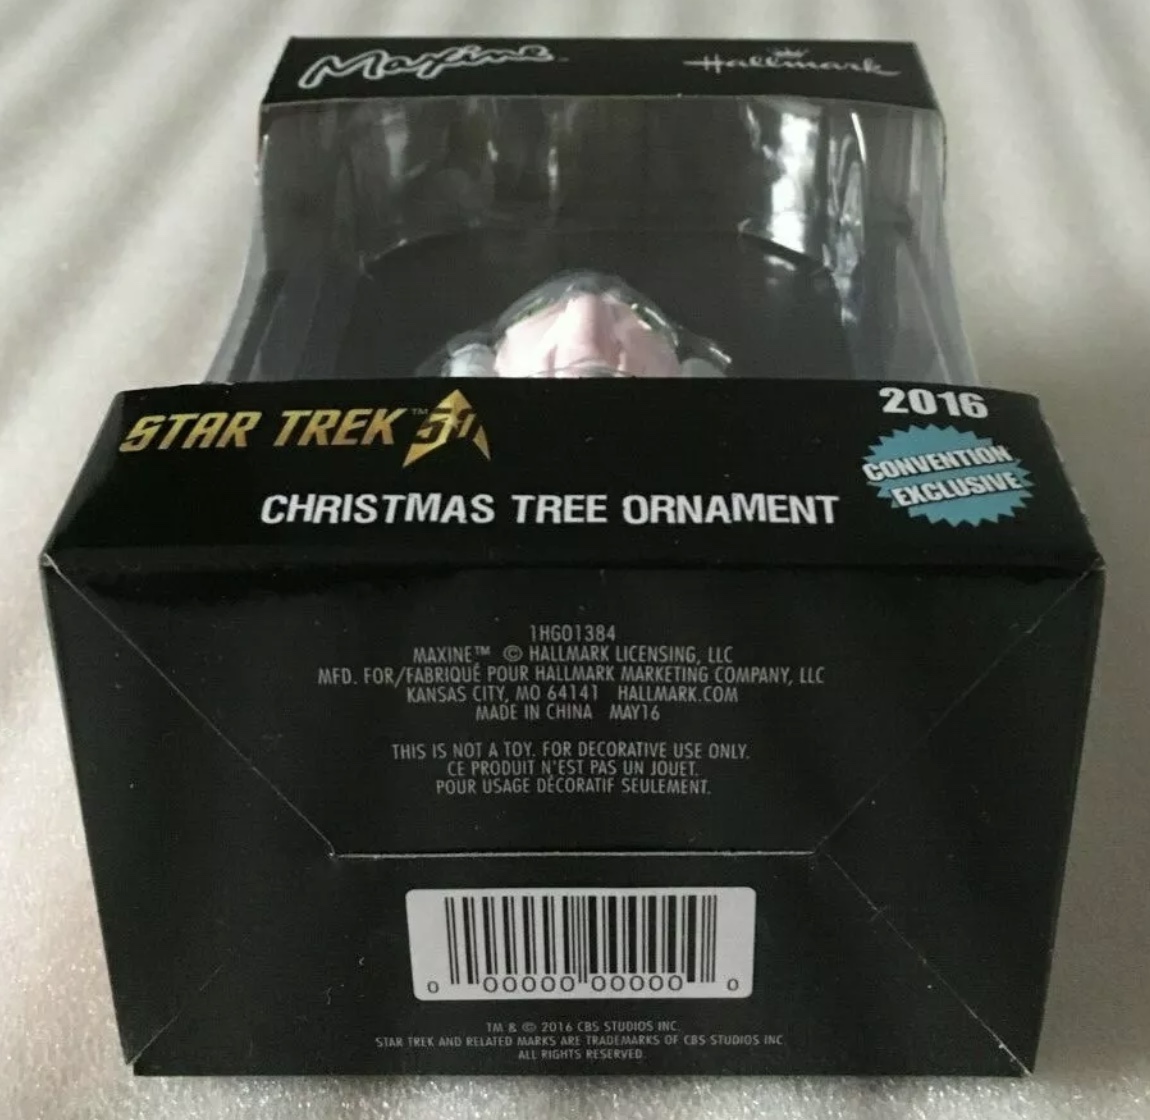 Maxine™ Hallmark
STAR TREK™ 50
2016
CONVENTION
EXCLUSIVE
CHRISTMAS TREE ORNAMENT
1HGO1384
MAXINE™ © HALLMARK LICENSING, LLC
MFD. FOR/FABRIQUÉ POUR HALLMARK MARKETING COMPANY, LLC
KANSAS CITY, MO 64141 HALLMARK.COM
MADE IN CHINA MAY16
THIS IS NOT A TOY. FOR DECORATIVE USE ONLY.
CE PRODUIT N'EST PAS UN JOUET.
POUR USAGE DÉCORATIF SEULEMENT.
0 00000 00000 0
TM & © 2016 CBS STUDIOS INC.
STAR TREK AND RELATED MARKS ARE TRADEMARKS OF CBS STUDIOS INC.
ALL RIGHTS RESERVED.